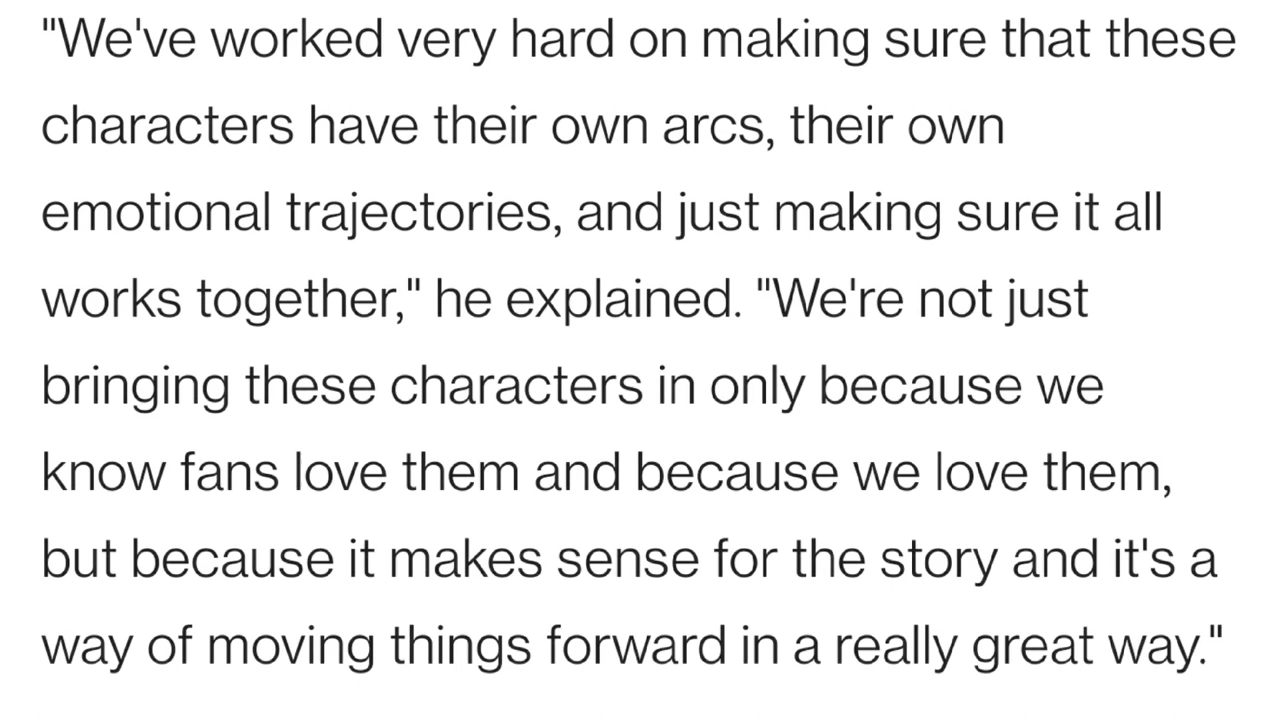 "We've worked very hard on making sure that these
characters have their own arcs, their own
emotional trajectories, and just making sure it all
works together," he explained. "We're not just
bringing these characters in only because we
know fans love them and because we love them,
but because it makes sense for the story and it's a
way of moving things forward in a really great way."